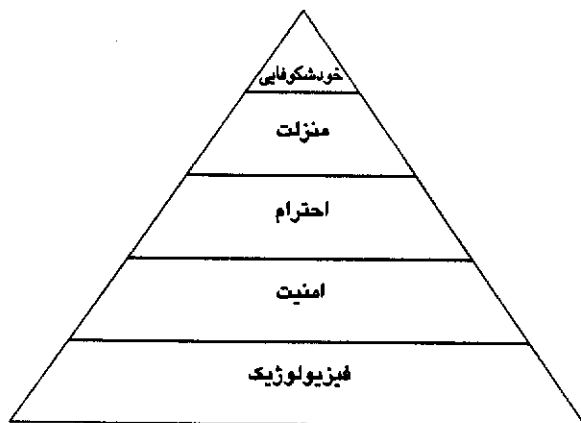 خودشکوفایی
منزلت
احترام
امنیت
فیزیولوژیک